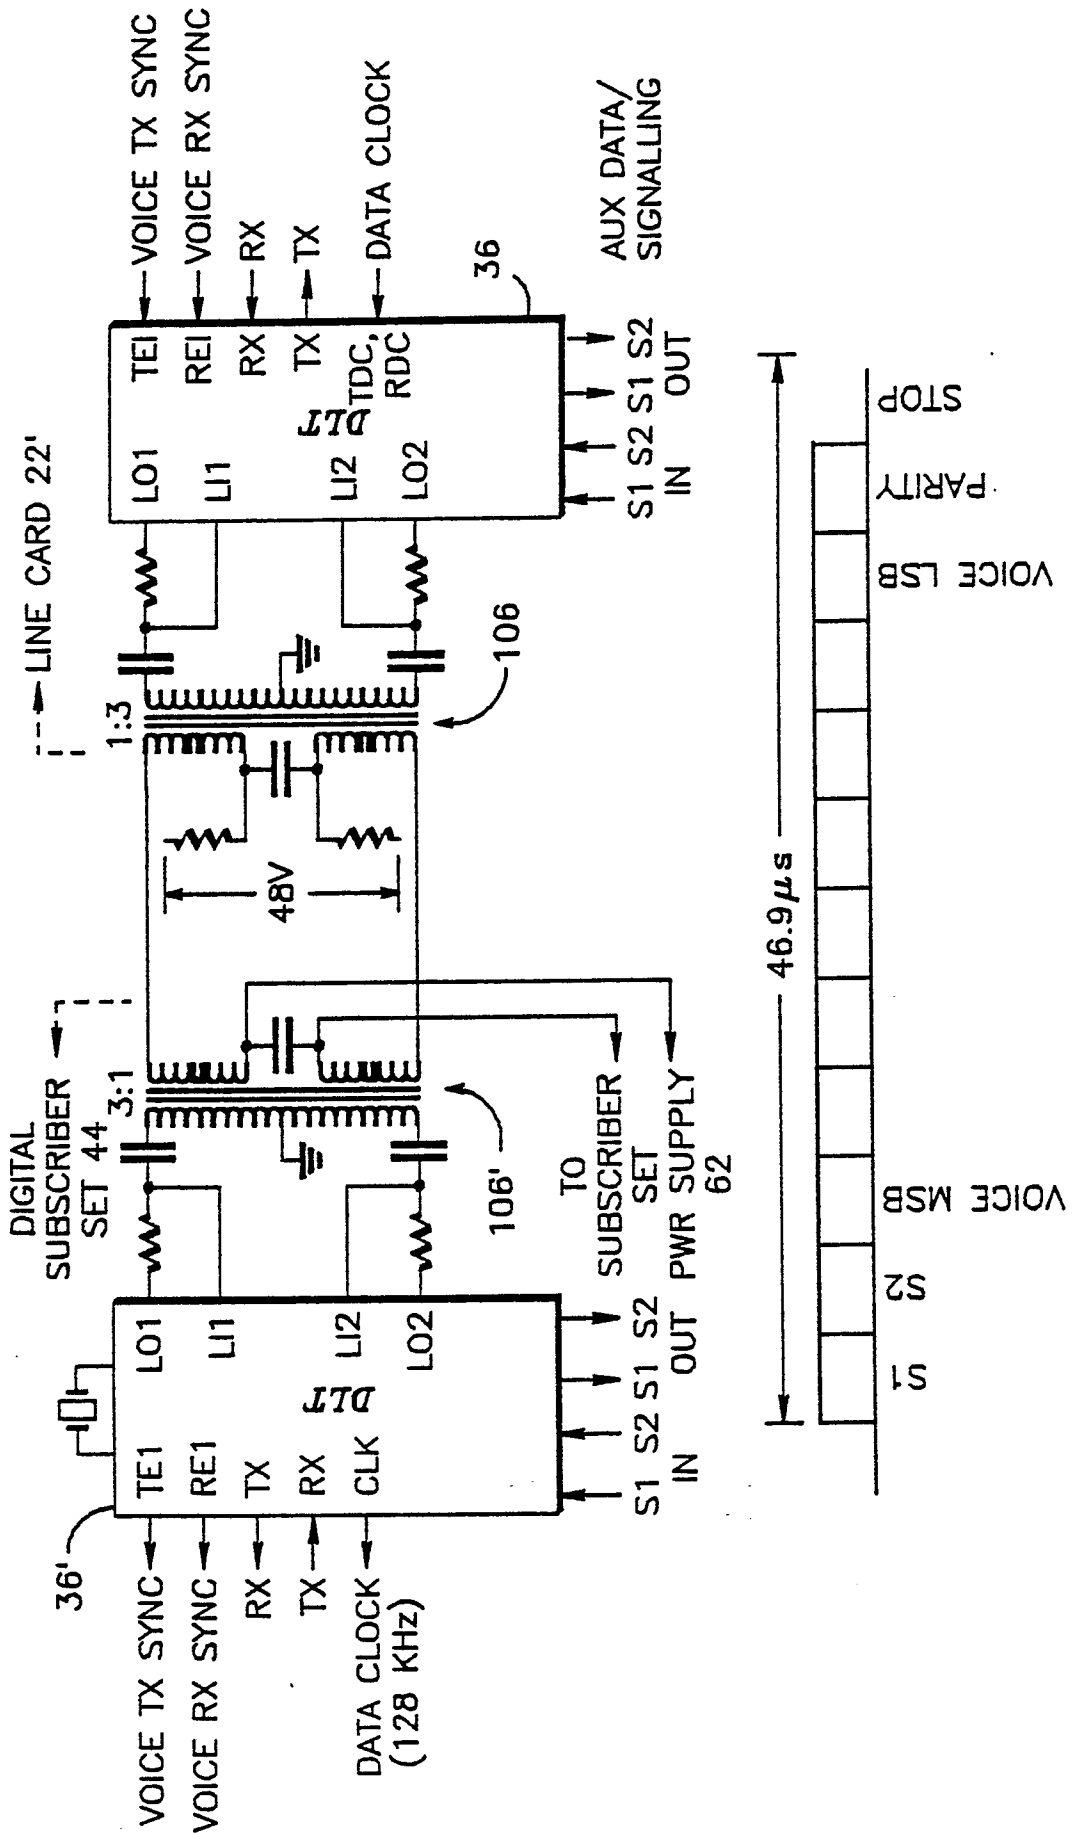 DIGITAL
SUBSCRIBER
SET 44
LINE CARD 22'
36'
3:1
1:3
VOICE TX SYNC
VOICE RX SYNC
RX
TX
DATA CLOCK
(128 KHz)
TE1
RE1
TX
RX
CLK
DLT
LO1
LI1
LI2
LO2
S1 S2
IN
S1 S2
OUT
106'
48V
106
TO
SUBSCRIBER
SET
PWR SUPPLY
62
LO1
LI1
LI2
LO2
DLT
TEI
REI
RX
TX
TDC,
RDC
VOICE TX SYNC
VOICE RX SYNC
RX
TX
DATA CLOCK
36
S1 S2
IN
S1 S2
OUT
AUX DATA/
SIGNALLING
46.9μs
S1
S2
VOICE MSB
VOICE LSB
PARITY
STOP